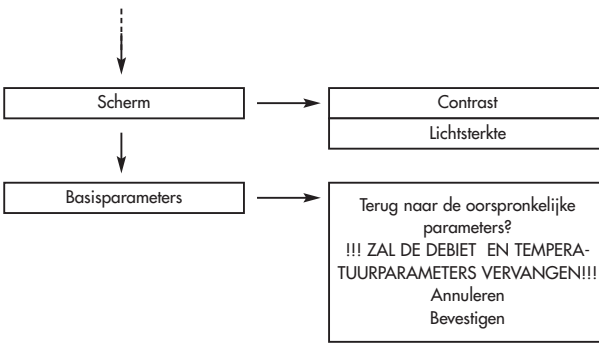 Scherm
Contrast
Lichtsterkte
Basisparameters
Terug naar de oorspronkelijke
parameters?
!!! ZAL DE DEBIET EN TEMPERA-
TUURPARAMETERS VERVANGEN!!!
Annuleren
Bevestigen